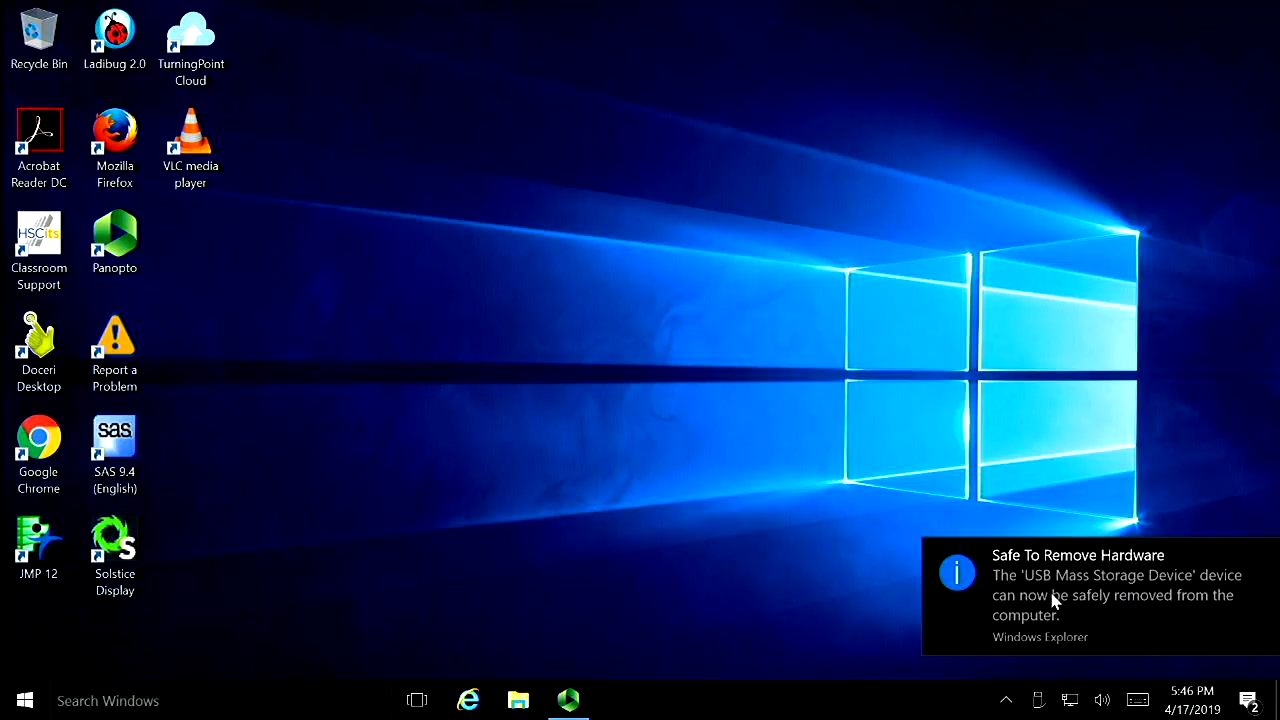 Recycle Bin
Ladibug 2.0
TurningPoint
Cloud
Acrobat
Reader DC
Mozilla
Firefox
VLC media
player
HSCits
Classroom
Support
Panopto
Doceri
Desktop
Report a
Problem
Google
Chrome
sas
SAS 9.4
(English)
JMP 12
S
Solstice
Display
Safe To Remove Hardware
The 'USB Mass Storage Device' device
can now be safely removed from the
computer.
Windows Explorer
Search Windows
5:46 PM
4/17/2019
2